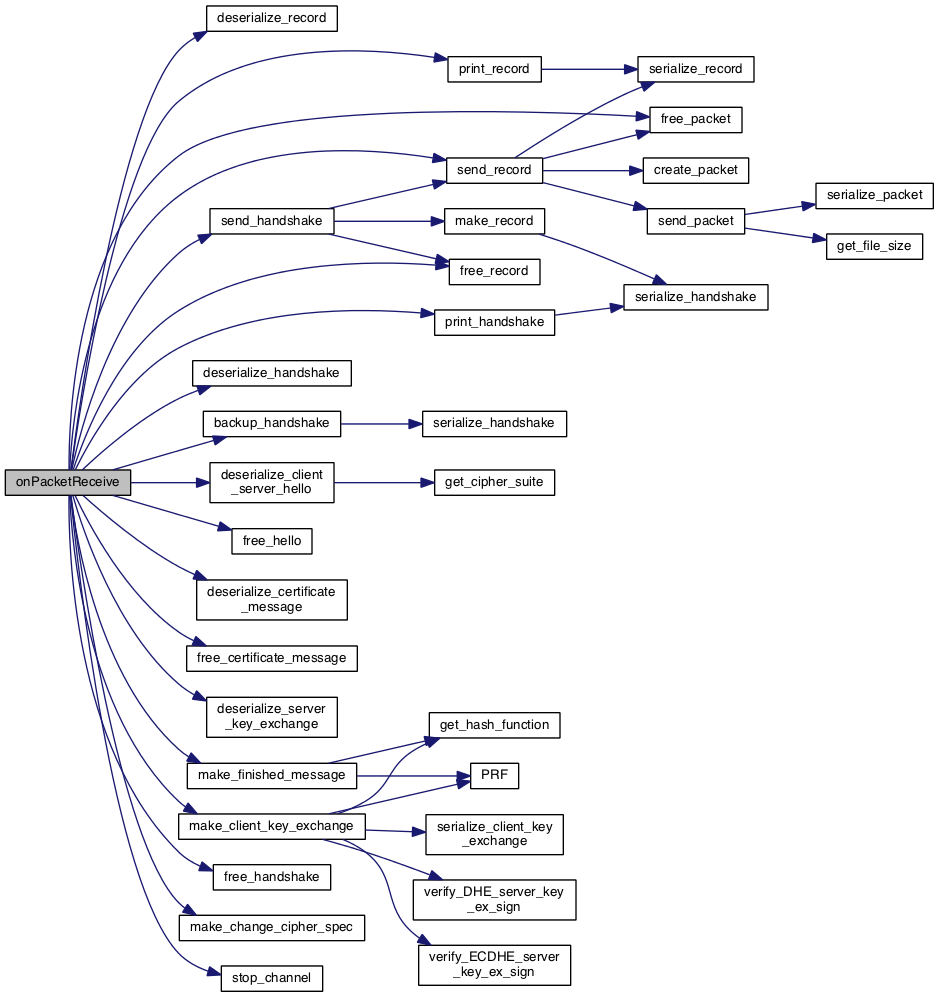 deserialize_record
print_record
serialize_record
free_packet
send_record
create_packet
serialize_packet
send_handshake
make_record
send_packet
get_file_size
free_record
serialize_handshake
print_handshake
deserialize_handshake
backup_handshake
serialize_handshake
onPacketReceive
deserialize_client
_server_hello
get_cipher_suite
free_hello
deserialize_certificate
_message
free_certificate_message
deserialize_server
_key_exchange
get_hash_function
make_finished_message
PRF
make_client_key_exchange
serialize_client_key
_exchange
free_handshake
verify_DHE_server_key
_ex_sign
make_change_cipher_spec
verify_ECDHE_server
_key_ex_sign
stop_channel